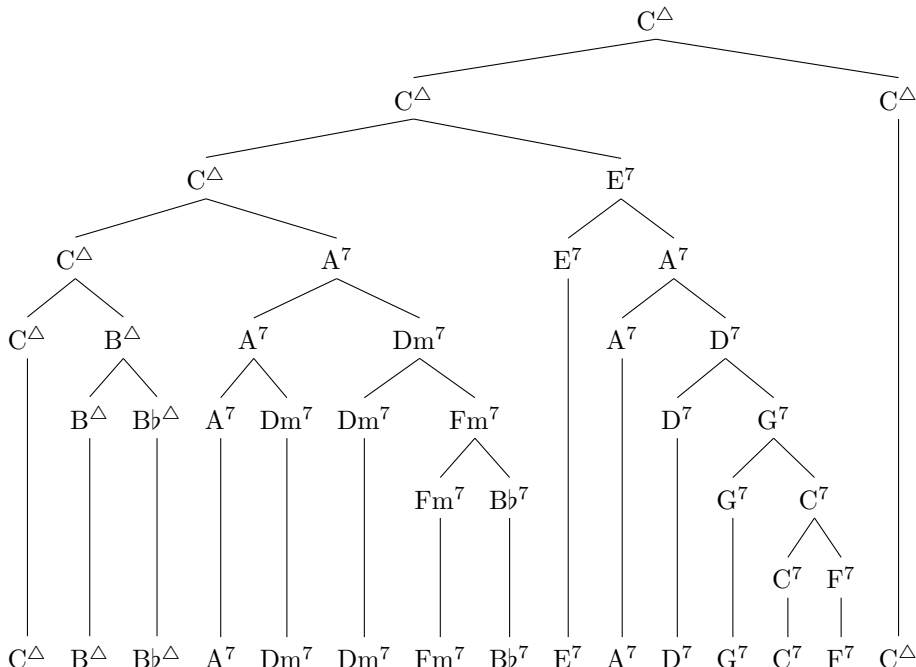 C△
C△ C△
C△ E⁷
C△ A⁷ E⁷ A⁷
C△ B△ A⁷ Dm⁷ A⁷ D⁷
B△ B♭△ A⁷ Dm⁷ Dm⁷ Fm⁷ D⁷ G⁷
Fm⁷ B♭⁷ G⁷ C⁷
C⁷ F⁷
C△ B△ B♭△ A⁷ Dm⁷ Dm⁷ Fm⁷ B♭⁷ E⁷ A⁷ D⁷ G⁷ C⁷ F⁷ C△